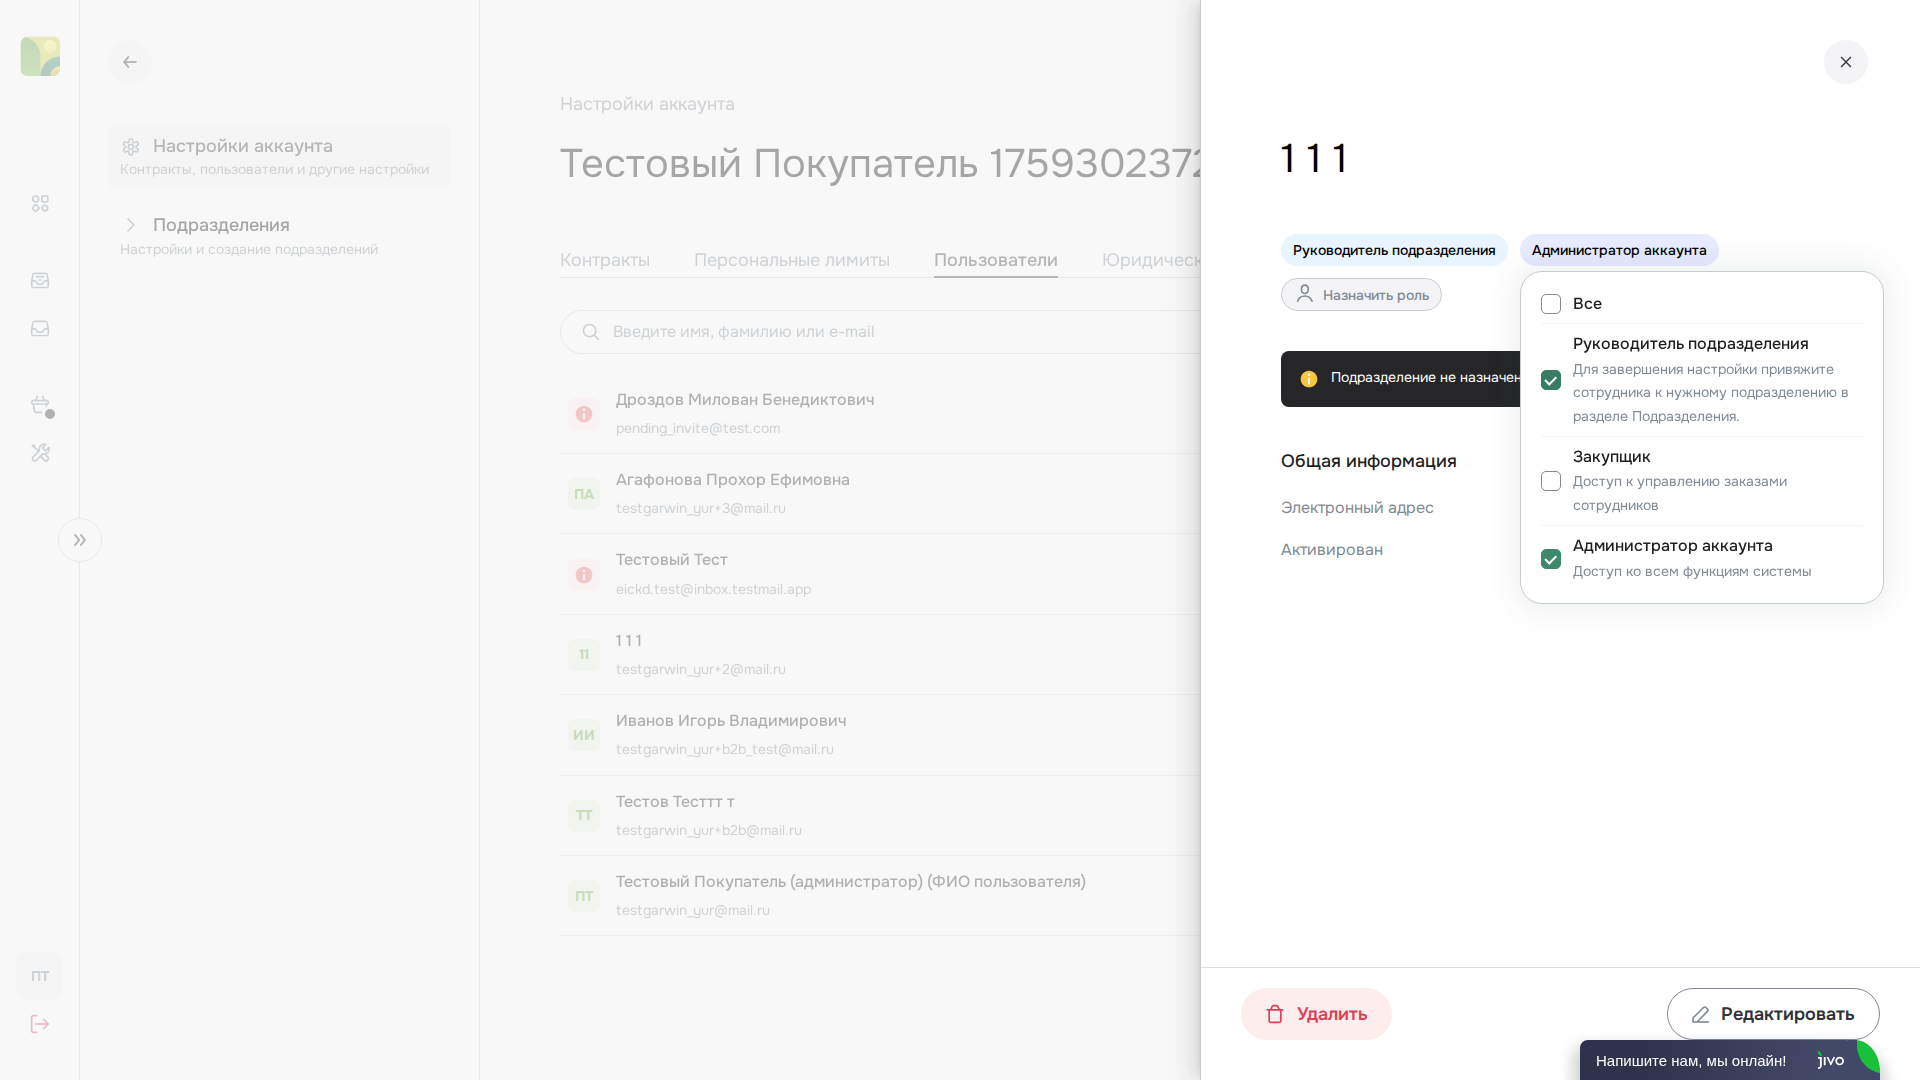 Настройки аккаунта
Контракты, пользователи и другие настройки
Подразделения
Настройки и создание подразделений
ПТ
Настройки аккаунта
Тестовый Покупатель 1759302372
Контракты
Персональные лимиты
Пользователи
Юридическ
Введите имя, фамилию или e-mail
Дроздов Милован Бенедиктович
pending_invite@test.com
ПА
Агафонова Прохор Ефимовна
testgarwin_yur+3@mail.ru
Тестовый Тест
eickd.test@inbox.testmail.app
11
1 1 1
testgarwin_yur+2@mail.ru
ИИ
Иванов Игорь Владимирович
testgarwin_yur+b2b_test@mail.ru
ТТ
Тестов Тесттт т
testgarwin_yur+b2b@mail.ru
ПТ
Тестовый Покупатель (администратор) (ФИО пользователя)
testgarwin_yur@mail.ru
1 1 1
Руководитель подразделения
Администратор аккаунта
Назначить роль
Подразделение не назначен
Общая информация
Электронный адрес
Активирован
Все
Руководитель подразделения
Для завершения настройки привяжите
сотрудника к нужному подразделению в
разделе Подразделения.
Закупщик
Доступ к управлению заказами
сотрудников
Администратор аккаунта
Доступ ко всем функциям системы
Удалить
Редактировать
Напишите нам, мы онлайн!
jivo